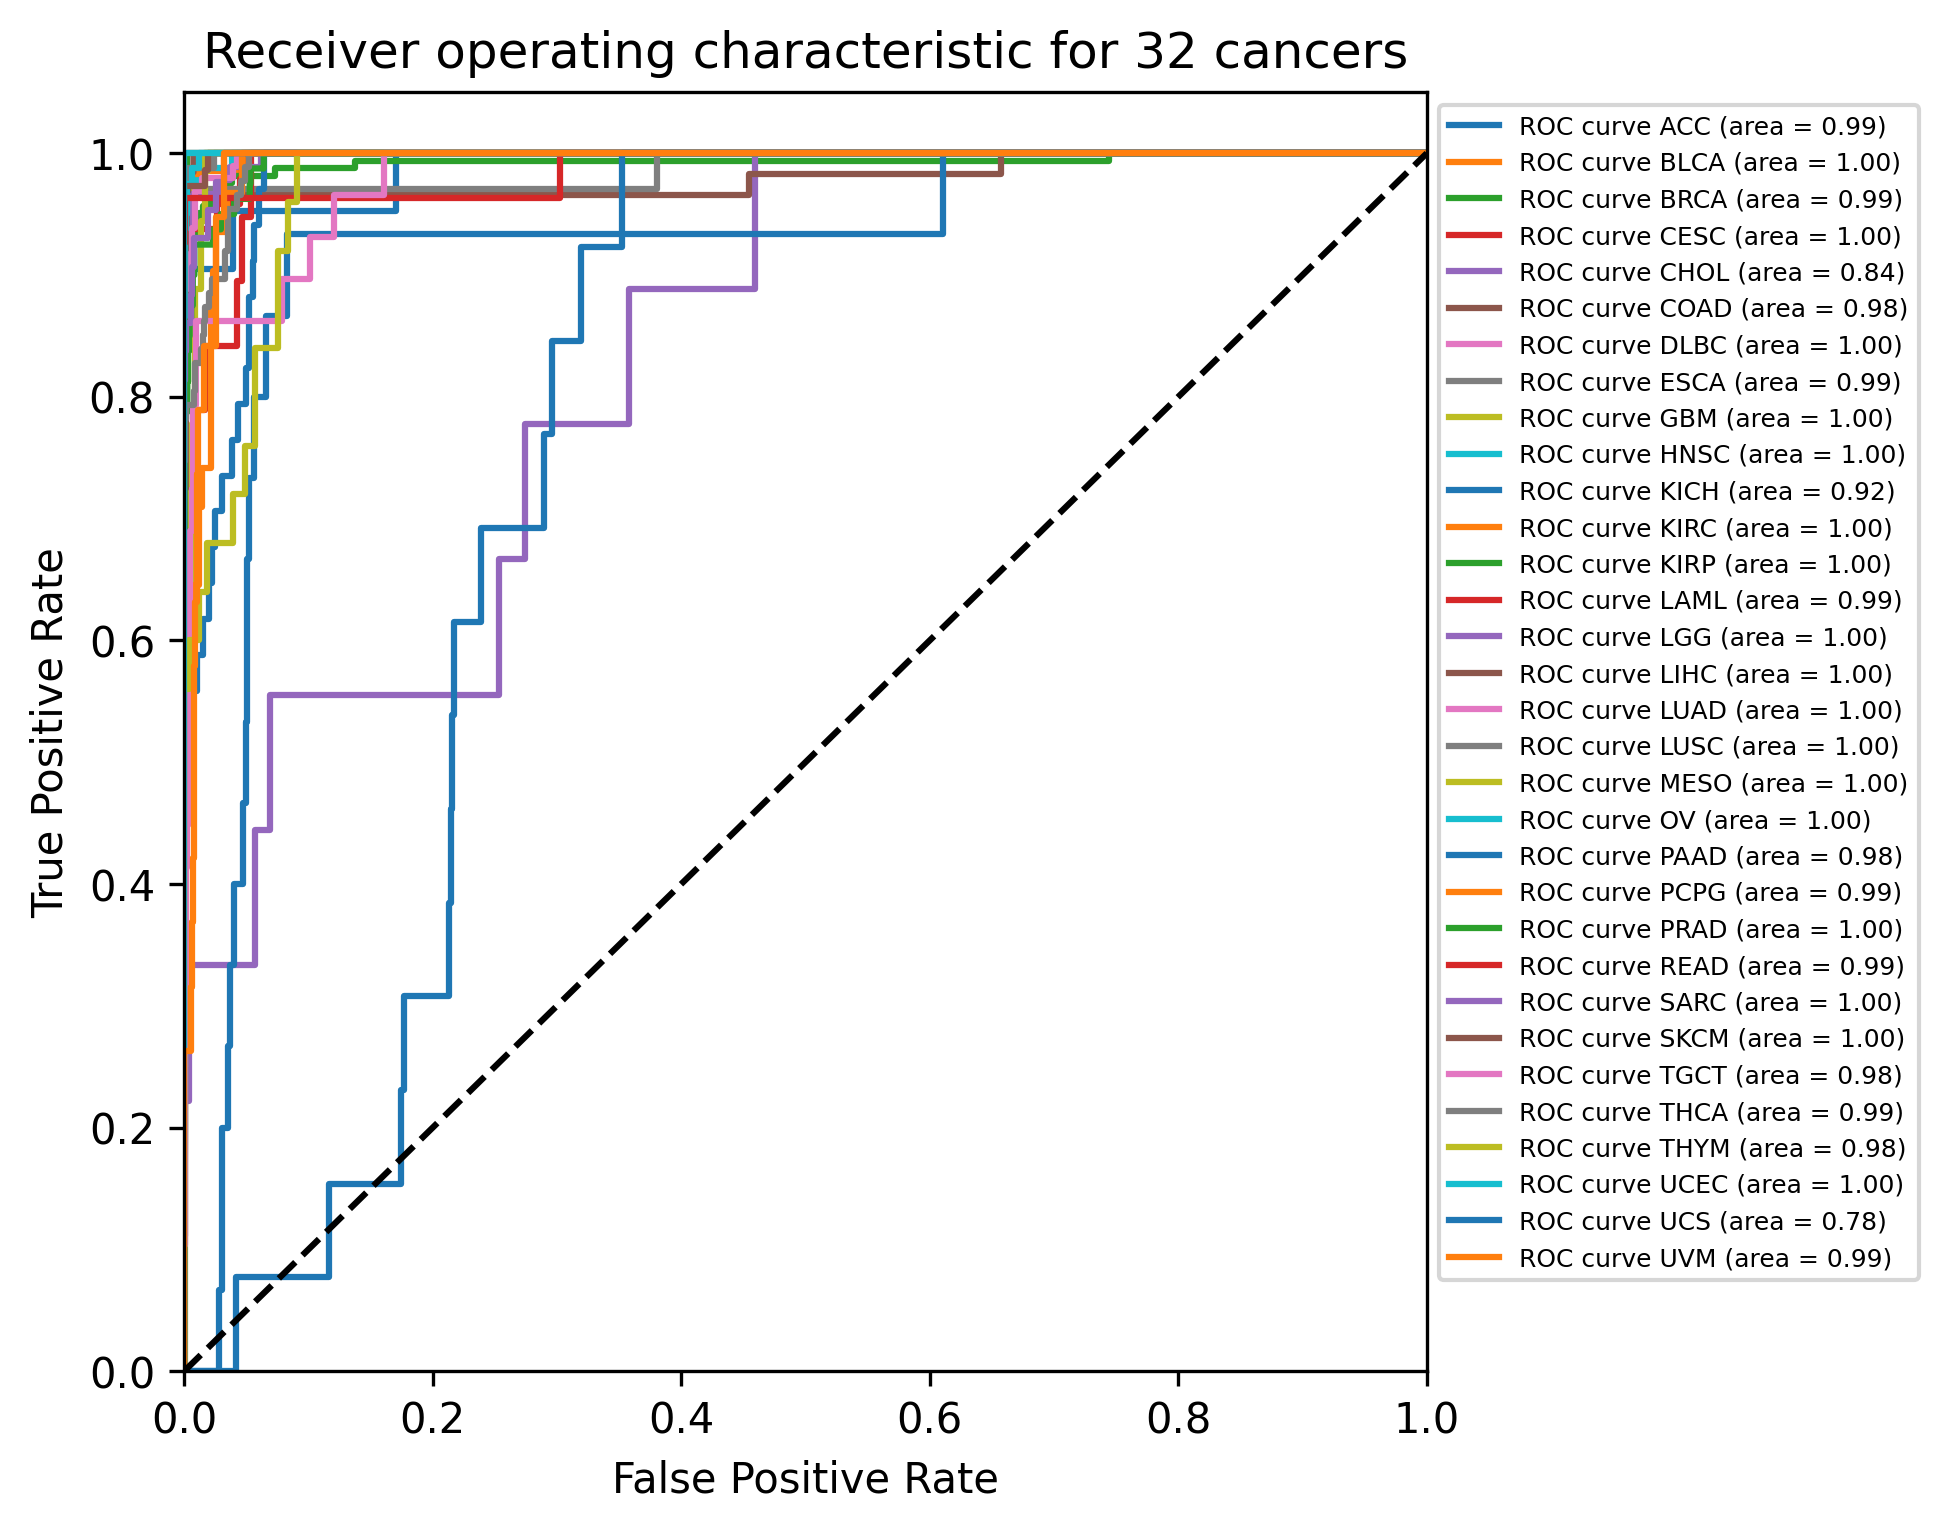 Receiver operating characteristic for 32 cancers
True Positive Rate
1.0
0.8
0.6
0.4
0.2
0.0
0.0 0.2 0.4 0.6 0.8 1.0
False Positive Rate
ROC curve ACC (area = 0.99)
ROC curve BLCA (area = 1.00)
ROC curve BRCA (area = 0.99)
ROC curve CESC (area = 1.00)
ROC curve CHOL (area = 0.84)
ROC curve COAD (area = 0.98)
ROC curve DLBC (area = 1.00)
ROC curve ESCA (area = 0.99)
ROC curve GBM (area = 1.00)
ROC curve HNSC (area = 1.00)
ROC curve KICH (area = 0.92)
ROC curve KIRC (area = 1.00)
ROC curve KIRP (area = 1.00)
ROC curve LAML (area = 0.99)
ROC curve LGG (area = 1.00)
ROC curve LIHC (area = 1.00)
ROC curve LUAD (area = 1.00)
ROC curve LUSC (area = 1.00)
ROC curve MESO (area = 1.00)
ROC curve OV (area = 1.00)
ROC curve PAAD (area = 0.98)
ROC curve PCPG (area = 0.99)
ROC curve PRAD (area = 1.00)
ROC curve READ (area = 0.99)
ROC curve SARC (area = 1.00)
ROC curve SKCM (area = 1.00)
ROC curve TGCT (area = 0.98)
ROC curve THCA (area = 0.99)
ROC curve THYM (area = 0.98)
ROC curve UCEC (area = 1.00)
ROC curve UCS (area = 0.78)
ROC curve UVM (area = 0.99)